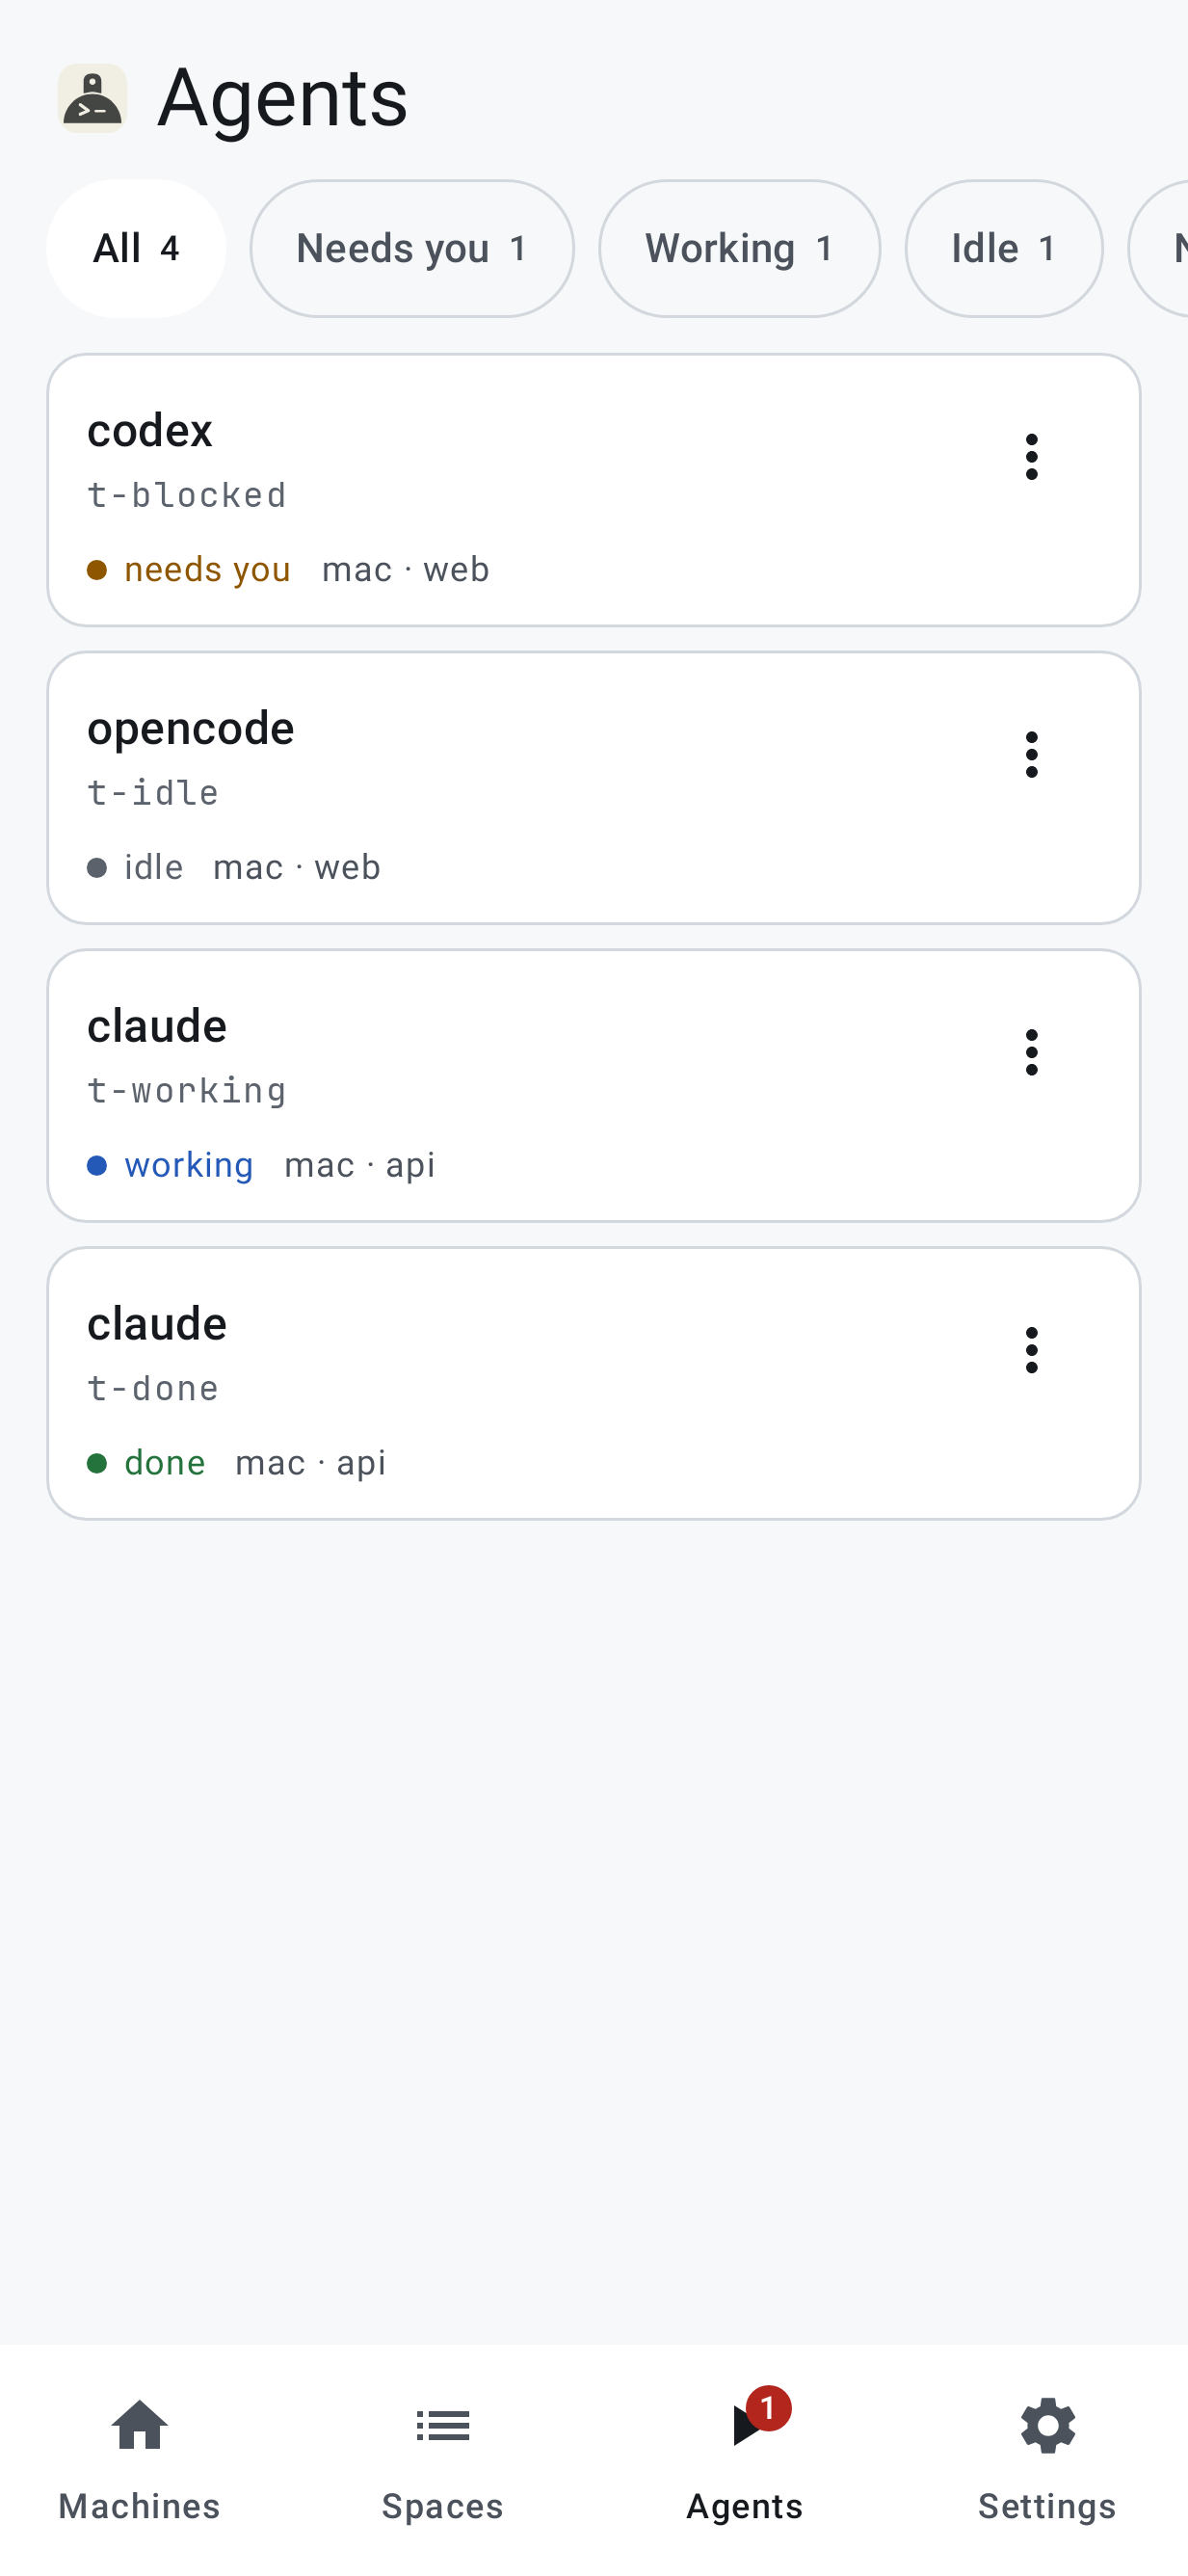 Agents
All 4 Needs you 1 Working 1 Idle 1
codex
t-blocked
needs you mac · web
opencode
t-idle
idle mac · web
claude
t-working
working mac · api
claude
t-done
done mac · api
1
Machines Spaces Agents Settings